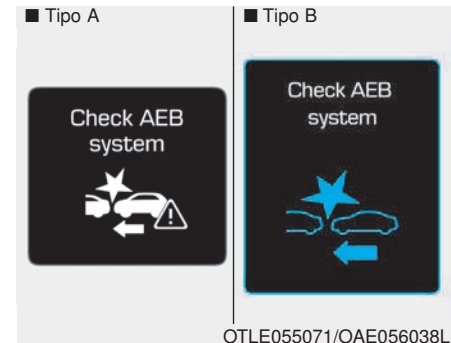 ■ Tipo A
■ Tipo B
Check AEB
system
Check AEB
system
OTLE055071/OAE056038L